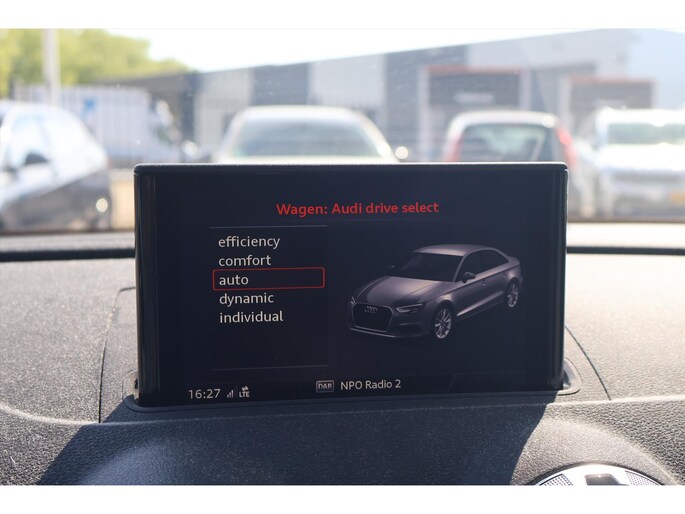 Wagen: Audi drive select
efficiency
comfort
auto
dynamic
individual
16:27 LTE DAB NPO Radio 2